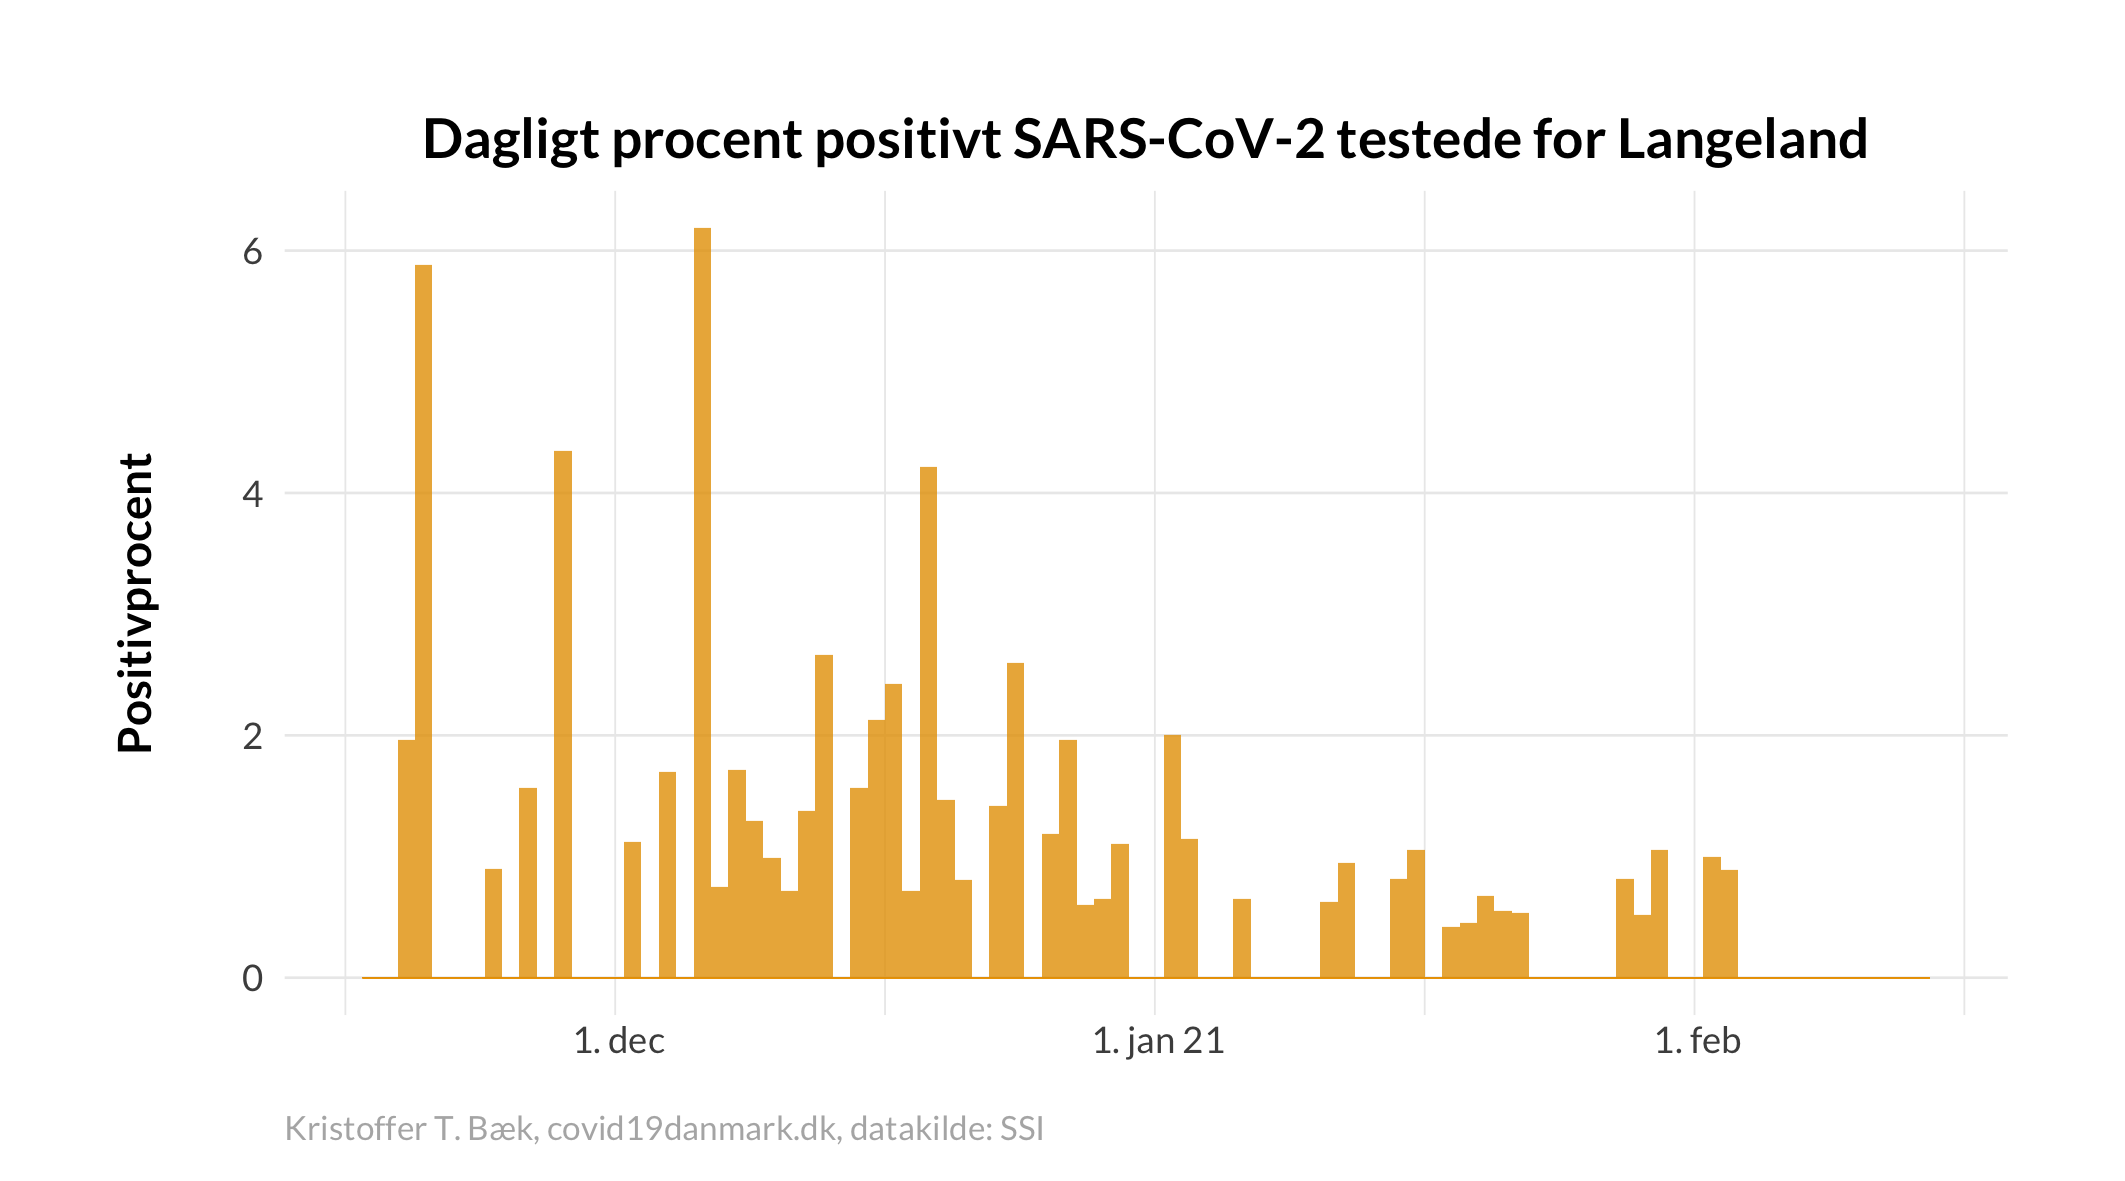 Dagligt procent positivt SARS-CoV-2 testede for Langeland
Positivprocent
6
4
2
0
1. dec
1. jan 21
1. feb
Kristoffer T. Bæk, covid19danmark.dk, datakilde: SSI